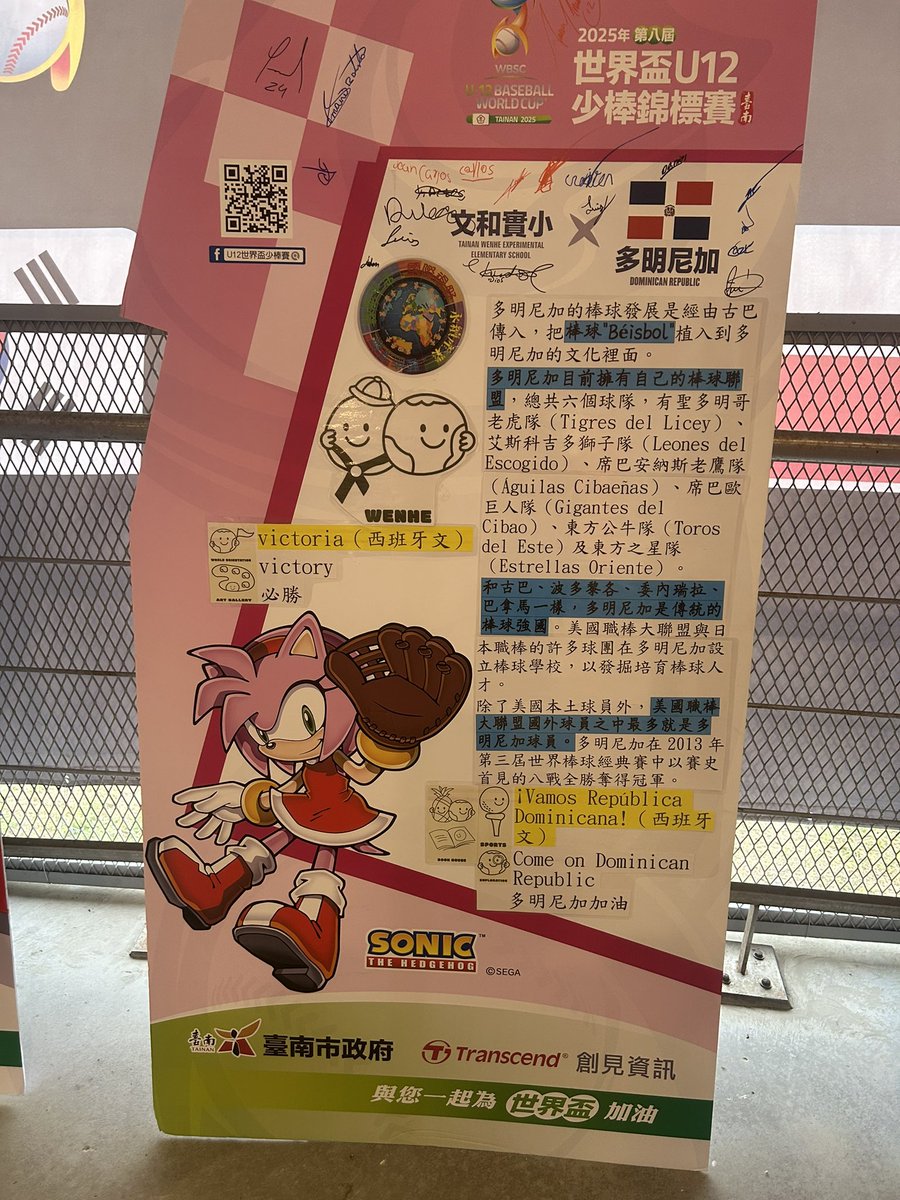 2025年 第八屆
世界盃U12
少棒錦標賽
臺南
WBSC
U-12 BASEBALL
WORLD CUP
TAINAN 2025
24
U12世界盃少棒賽
Juan Carlos
文和實小
TAINAN WENHE EXPERIMENTAL
ELEMENTARY SCHOOL
多明尼加
DOMINICAN REPUBLIC
Luis
多明尼加的棒球發展是經由古巴
傳入，把棒球"Béisbol"植入到多
明尼加的文化裡面。
多明尼加目前擁有自己的棒球聯
盟，總共六個球隊，有聖多明哥
老虎隊（Tigres del Licey）、
艾斯科吉多獅子隊（Leones del
Escogido）、席巴安納斯老鷹隊
（Águilas Cibaeñas）、席巴歐
巨人隊（Gigantes del
Cibao）、東方公牛隊（Toros
del Este）及東方之星隊
（Estrellas Oriente）。
和古巴、波多黎各、委內瑞拉、
巴拿馬一樣，多明尼加是傳統的
棒球強國。美國職棒大聯盟與日
本職棒的許多球團在多明尼加設
立棒球學校，以發掘培育棒球人
才。
除了美國本土球員外，美國職棒
大聯盟國外球員之中最多就是多
明尼加球員。多明尼加在2013年
第三屆世界棒球經典賽中以賽史
首見的八戰全勝奪得冠軍。
WENHE
WORLD ORIENTATION
ART GALLERY
victoria（西班牙文）
victory
必勝
BOOK HOUSE
SPORTS
EXPLORATION
¡Vamos República
Dominicana!（西班牙
文）
Come on Dominican
Republic
多明尼加加油
SONIC™
THE HEDGEHOG
©SEGA
臺南
TAINAN
臺南市政府
Transcend®
創見資訊
與您一起為 世界盃 加油